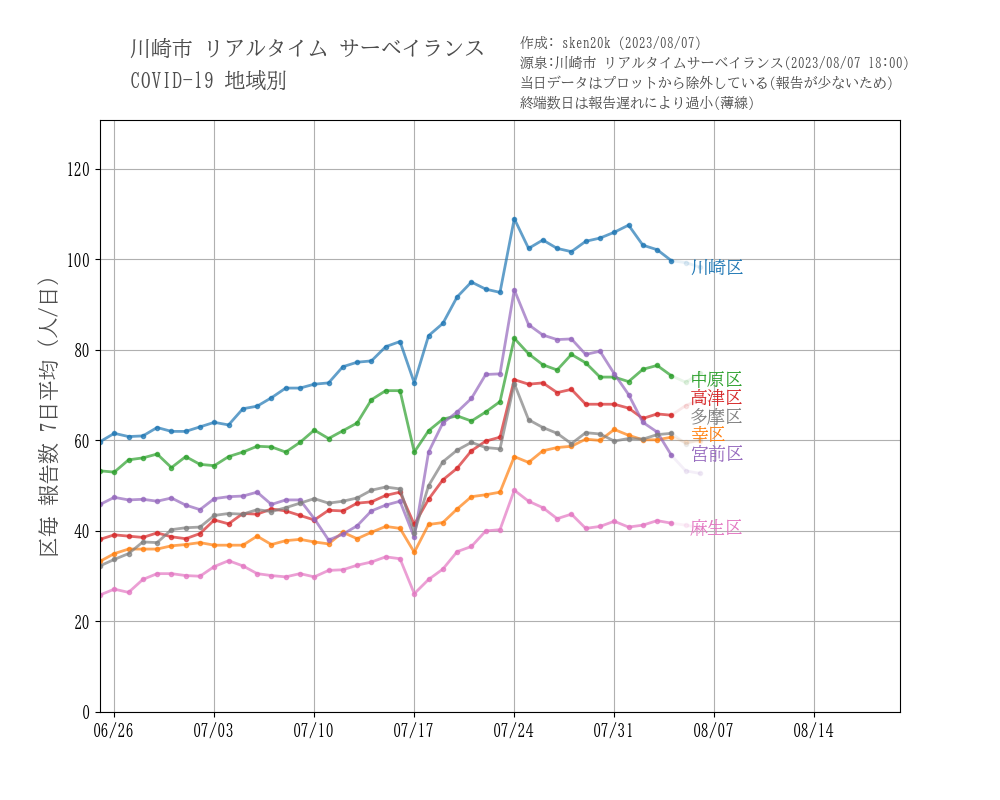 川崎市 リアルタイム サーベイランス
COVID-19 地域別
作成: sken20k (2023/08/07)
源泉:川崎市 リアルタイムサーベイランス(2023/08/07 18:00)
当日データはプロットから除外している(報告が少ないため)
終端数日は報告遅れにより過小(薄線)
区毎 報告数 7日平均 (人/日)
120
100
80
60
40
20
0
川崎区
中原区
高津区
多摩区
幸区
宮前区
麻生区
06/26 07/03 07/10 07/17 07/24 07/31 08/07 08/14